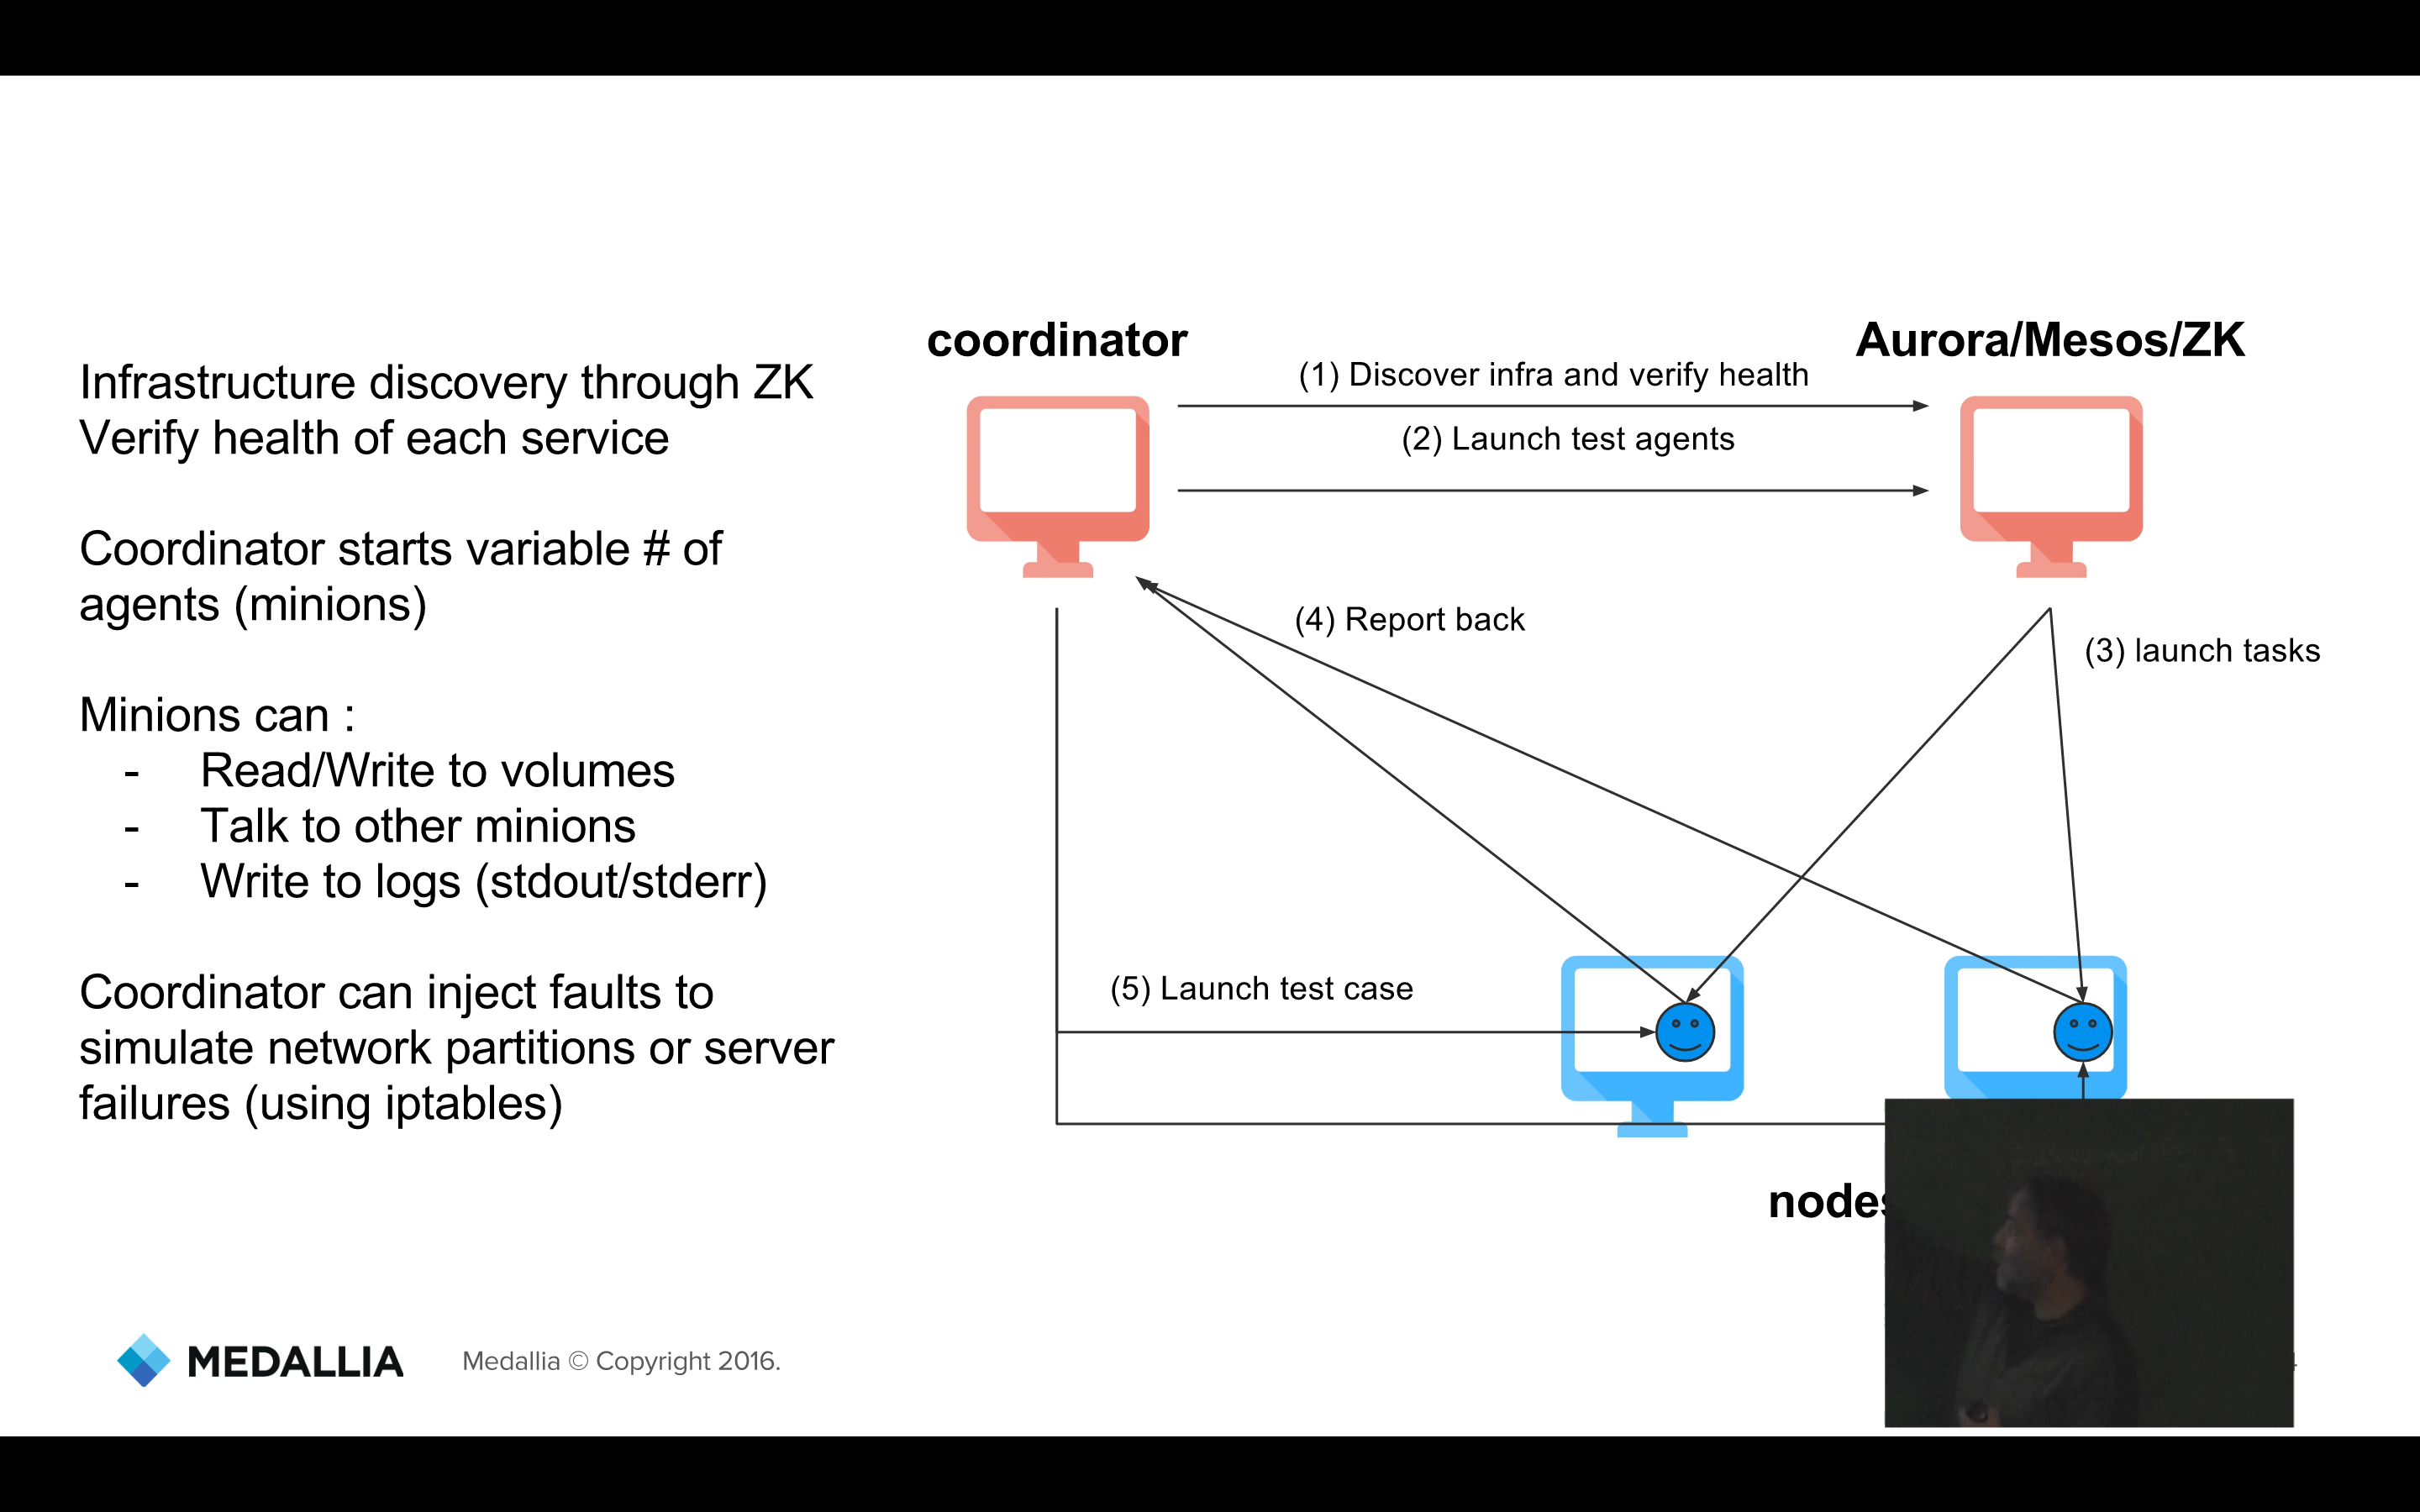 Infrastructure discovery through ZK
Verify health of each service
Coordinator starts variable # of
agents (minions)
Minions can :
- Read/Write to volumes
- Talk to other minions
- Write to logs (stdout/stderr)
Coordinator can inject faults to
simulate network partitions or server
failures (using iptables)
coordinator
Aurora/Mesos/ZK
(1) Discover infra and verify health
(2) Launch test agents
(4) Report back
(3) launch tasks
(5) Launch test case
nodes
MEDALLIA
Medallia © Copyright 2016.